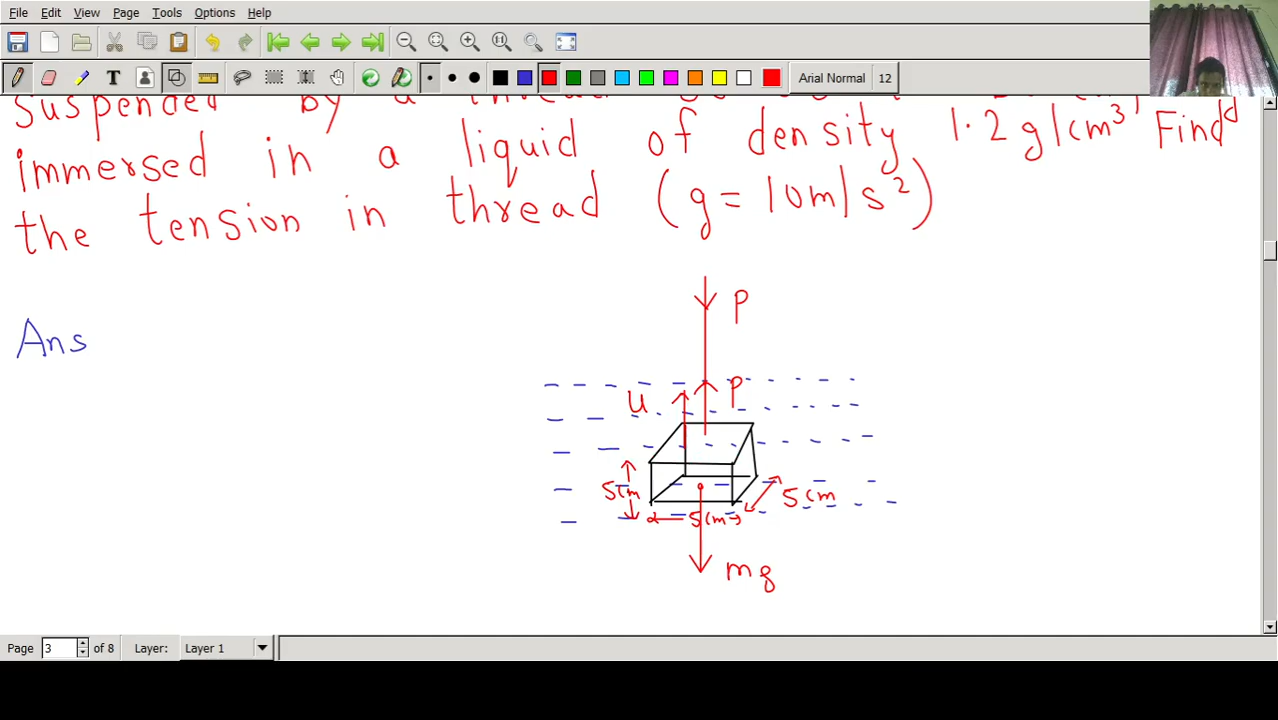 File Edit View Page Tools Options Help
Arial Normal 12
suspended by a
immersed in a liquid of density 1.2 g/cm³ Find
the tension in thread (g = 10 m/s²)
P
Ans
U P
5cm
5cm
5cm
mg
Page 3 of 8 Layer: Layer 1